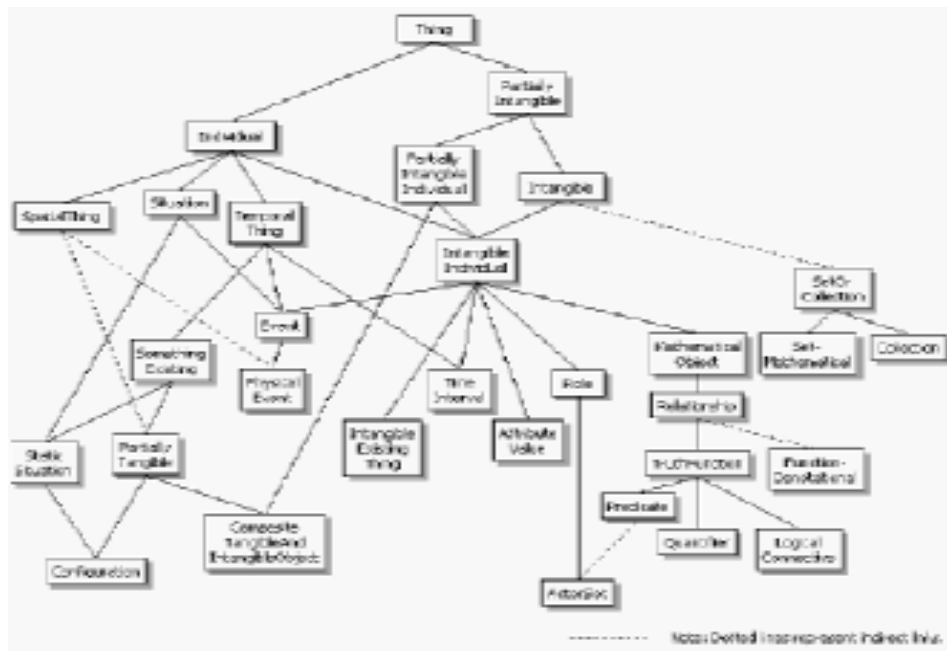 Thing
Partially
Intangible
Individual
Partially
Intangible
Individual
Intangible
SpatialThing
Situation
Temporal
Thing
Intangible
Individual
SetOr
Collection
Event
Something
Existing
Physical
Event
Time
Interval
Role
Mathematical
Object
Set-
Mathematical
Collection
Relationship
Static
Situation
Partially
Tangible
Intangible
Existing
Thing
Attribute
Value
TruthFunction
Function-
Denotational
Predicate
Quantifier
Logical
Connective
Composite
TangibleAnd
IntangibleObject
Configuration
ActorSlot
Note: Dotted lines represent indirect links.